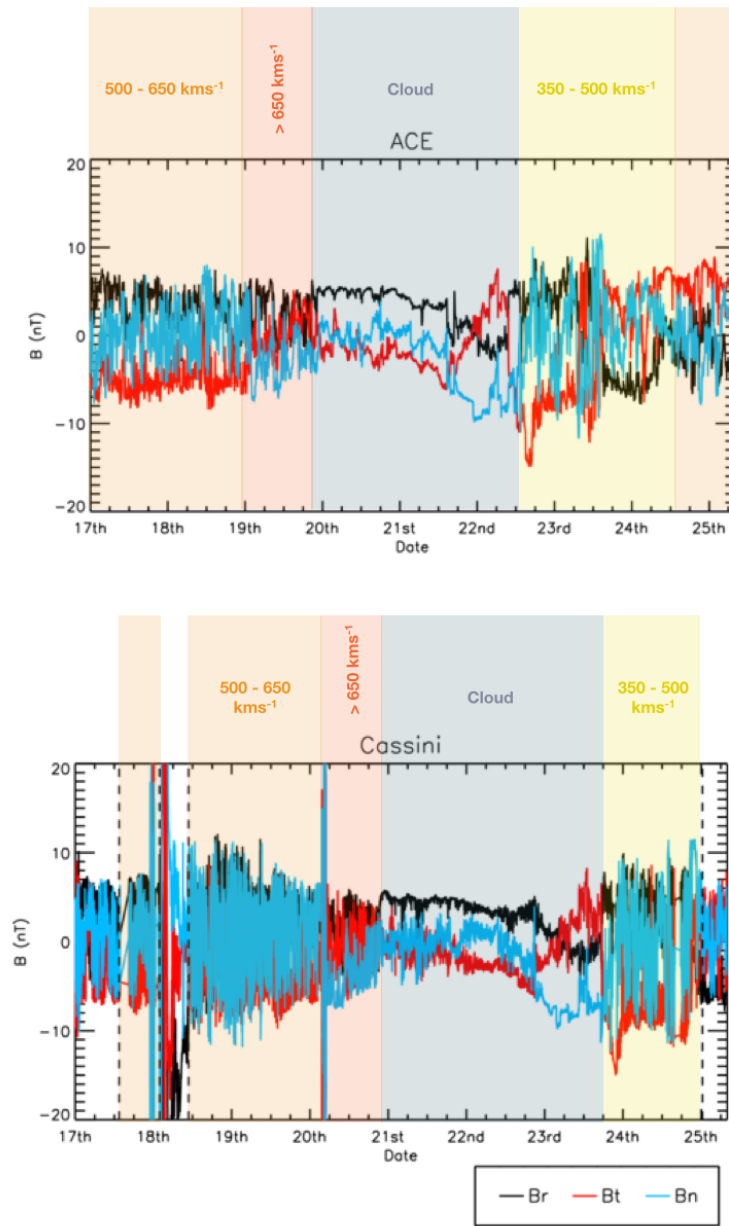 500 - 650 kms⁻¹
> 650 kms⁻¹
Cloud
350 - 500 kms⁻¹
ACE
20
10
0
-10
-20
B (nT)
17th 18th 19th 20th 21st 22nd 23rd 24th 25th
Date
500 - 650
kms⁻¹
> 650 kms⁻¹
Cloud
350 - 500
kms⁻¹
Cassini
20
10
0
-10
-20
B (nT)
17th 18th 19th 20th 21st 22nd 23rd 24th 25th
Date
Br Bt Bn